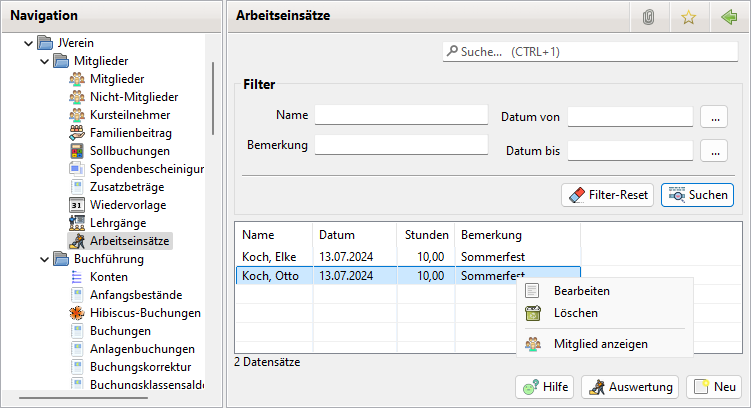 Navigation
JVerein
Mitglieder
Mitglieder
Nicht-Mitglieder
Kursteilnehmer
Familienbeitrag
Sollbuchungen
Spendenbescheinigun
Zusatzbeträge
31 Wiedervorlage
Lehrgänge
Arbeitseinsätze
Buchführung
Konten
Anfangsbestände
Hibiscus-Buchungen
Buchungen
Anlagenbuchungen
Buchungskorrektur
Buchungsklassensalde
Arbeitseinsätze
Suche... (CTRL+1)
Filter
Name
Datum von
...
Bemerkung
Datum bis
...
Filter-Reset
Suchen
Name Datum Stunden Bemerkung
Koch, Elke 13.07.2024 10,00 Sommerfest
Koch, Otto 13.07.2024 10,00 Sommerfest
Bearbeiten
Löschen
Mitglied anzeigen
2 Datensätze
Hilfe
Auswertung
Neu